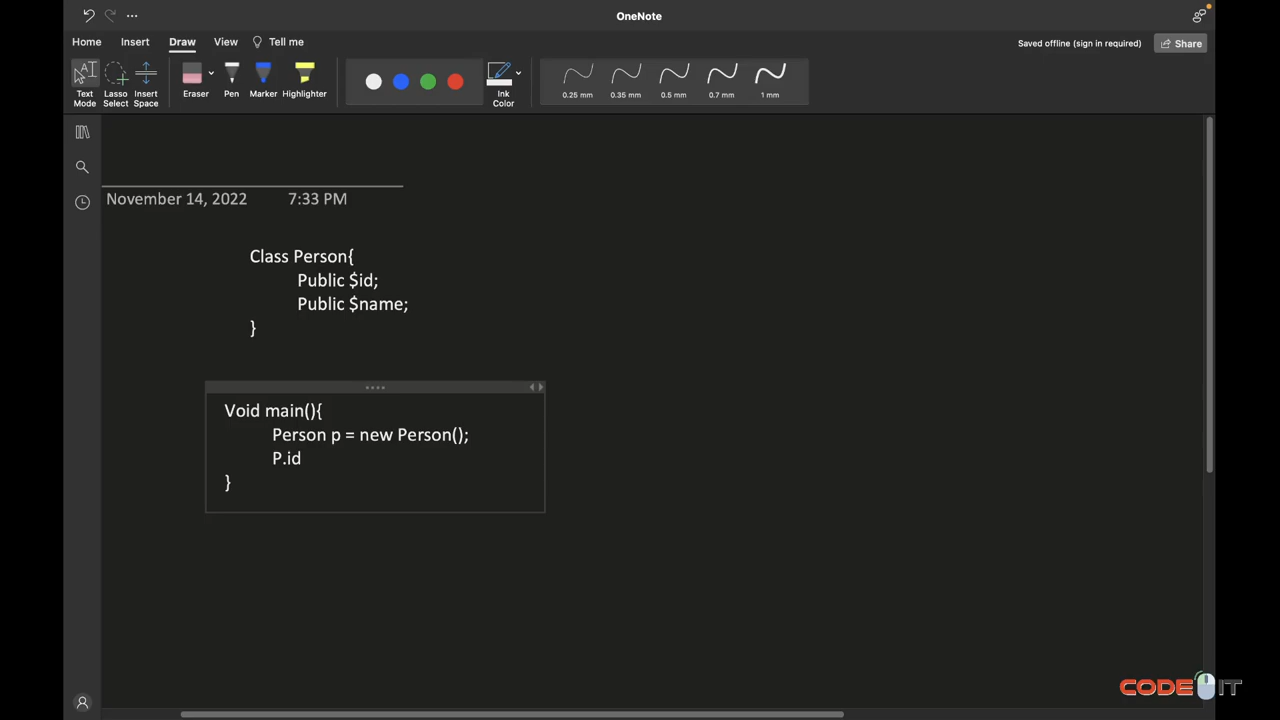 OneNote
Home Insert Draw View Tell me
Saved offline (sign in required) Share
Text Mode Lasso Select Insert Space Eraser Pen Marker Highlighter Ink Color 0.25 mm 0.35 mm 0.5 mm 0.7 mm 1 mm
November 14, 2022 7:33 PM
Class Person{
Public $id;
Public $name;
}
Void main(){
Person p = new Person();
P.id
}
CODE IT